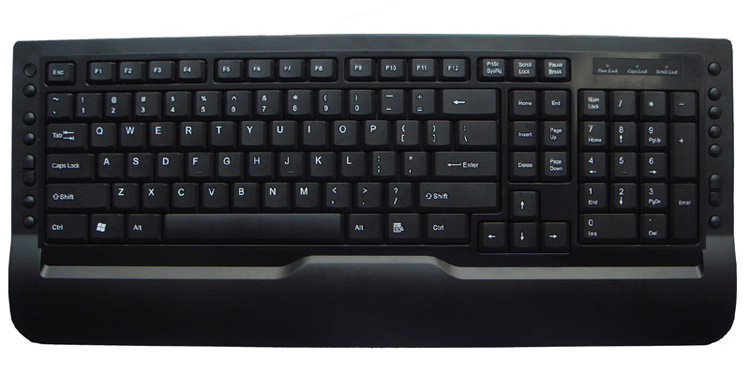 Esc F1 F2 F3 F4 F5 F6 F7 F8 F9 F10 F11 F12 PrtSc Scroll Pause
SysRq Lock Break
Num Lock Caps Lock Scroll Lock
~ ! @ # $ % ^ & * ( ) _ + ← Home End Num / * -
` 1 2 3 4 5 6 7 8 9 0 - = Lock
Tab Q W E R T Y U I O P { } | Insert Page 7 8 9 +
[ ] \ Up Home ↑ PgUp
Caps Lock A S D F G H J K L : " ← Enter Delete Page 4 5 6
; ' Down ← →
⇧Shift Z X C V B N M < > ? ⇧Shift ↑ 1 2 3 Enter
, . / End ↓ PgDn
Ctrl Alt Alt Ctrl ← ↓ → 0 .
Ins Del